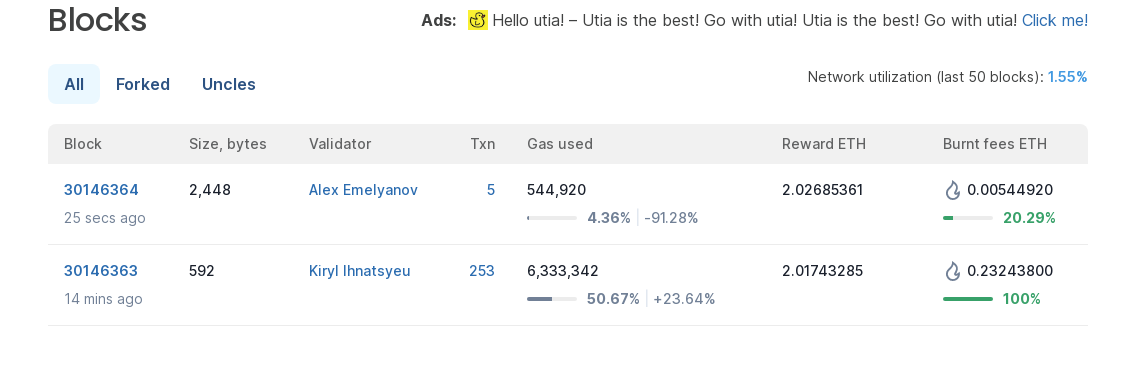 Blocks
Ads: Hello utia! – Utia is the best! Go with utia! Utia is the best! Go with utia! Click me!
All Forked Uncles
Network utilization (last 50 blocks): 1.55%
Block Size, bytes Validator Txn Gas used Reward ETH Burnt fees ETH
30146364 2,448 Alex Emelyanov 5 544,920 2.02685361 0.00544920
25 secs ago 4.36% -91.28% 20.29%
30146363 592 Kiryl Ihnatsyeu 253 6,333,342 2.01743285 0.23243800
14 mins ago 50.67% +23.64% 100%